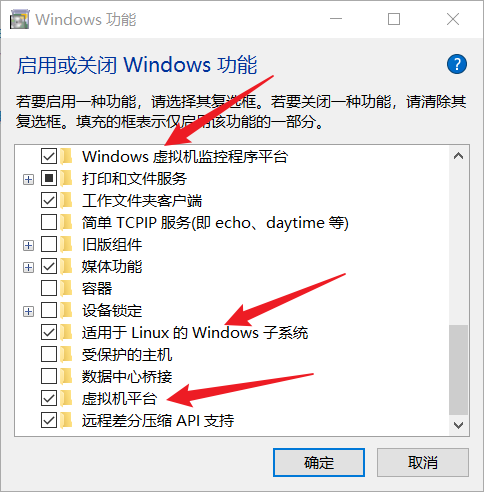 Windows 功能
启用或关闭 Windows 功能
若要启用一种功能，请选择其复选框。若要关闭一种功能，请清除其
复选框。填充的框表示仅启用该功能的一部分。
Windows 虚拟机监控程序平台
打印和文件服务
工作文件夹客户端
简单 TCPIP 服务(即 echo、daytime 等)
旧版组件
媒体功能
容器
设备锁定
适用于 Linux 的 Windows 子系统
受保护的主机
数据中心桥接
虚拟机平台
远程差分压缩 API 支持
确定
取消